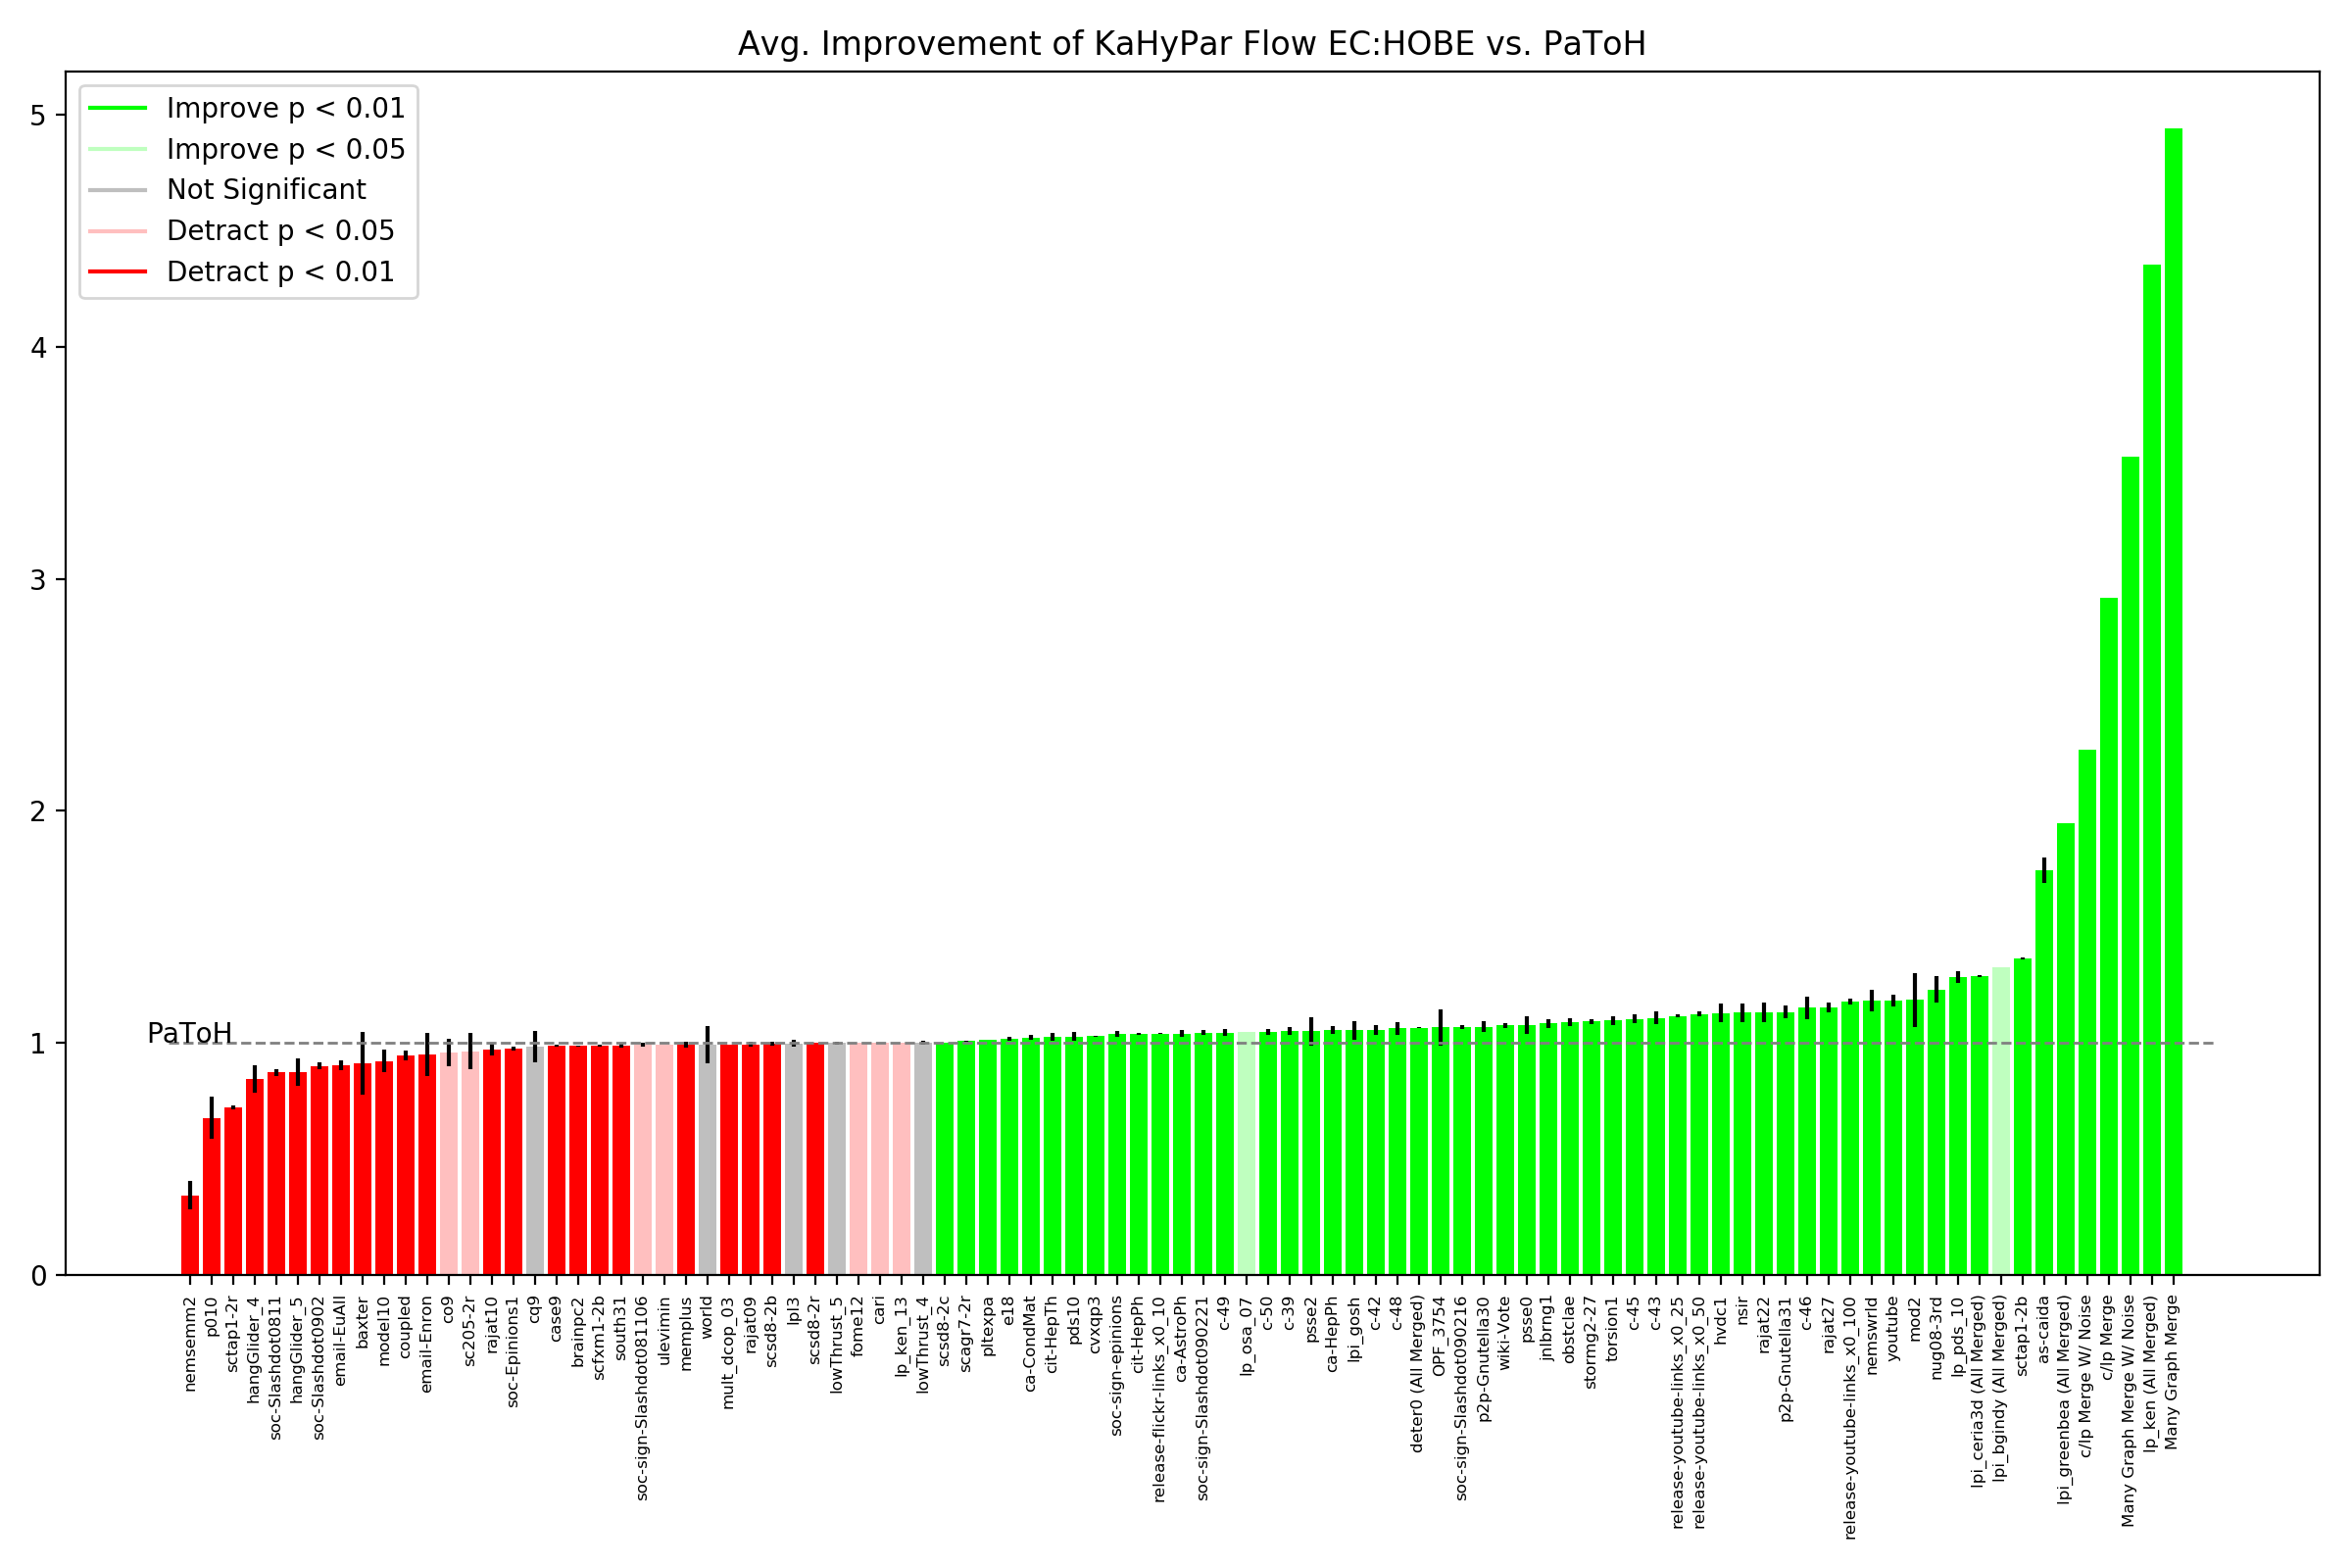 Avg. Improvement of KaHyPar Flow EC:HOBE vs. PaToH
Improve p < 0.01
Improve p < 0.05
Not Significant
Detract p < 0.05
Detract p < 0.01
5
4
3
2
1
0
PaToH
nemsemm2
p010
sctap1-2r
hangGlider_4
soc-Slashdot0811
hangGlider_5
soc-Slashdot0902
email-EuAll
baxter
model10
coupled
email-Enron
co9
sc205-2r
rajat10
soc-Epinions1
cq9
case9
brainpc2
scfxm1-2b
south31
soc-sign-Slashdot081106
ulevimin
memplus
world
mult_dcop_03
rajat09
scsd8-2b
lpl3
scsd8-2r
lowThrust_5
fome12
cari
lp_ken_13
lowThrust_4
scsd8-2c
scagr7-2r
pltexpa
e18
ca-CondMat
cit-HepTh
pds10
cvxqp3
soc-sign-epinions
cit-HepPh
release-flickr-links_x0_10
ca-AstroPh
soc-sign-Slashdot090221
c-49
lp_osa_07
c-50
c-39
psse2
ca-HepPh
lpi_gosh
c-42
c-48
deter0 (All Merged)
OPF_3754
soc-sign-Slashdot090216
p2p-Gnutella30
wiki-Vote
psse0
jnlbrng1
obstclae
stormg2-27
torsion1
c-45
c-43
release-youtube-links_x0_25
release-youtube-links_x0_50
hvdc1
nsir
rajat22
p2p-Gnutella31
c-46
rajat27
release-youtube-links_x0_100
nemswrld
youtube
mod2
nug08-3rd
lp_pds_10
lpi_ceria3d (All Merged)
lpi_bgindy (All Merged)
sctap1-2b
as-caida
lpi_greenbea (All Merged)
c/lp Merge W/ Noise
c/lp Merge
Many Graph Merge W/ Noise
lp_ken (All Merged)
Many Graph Merge